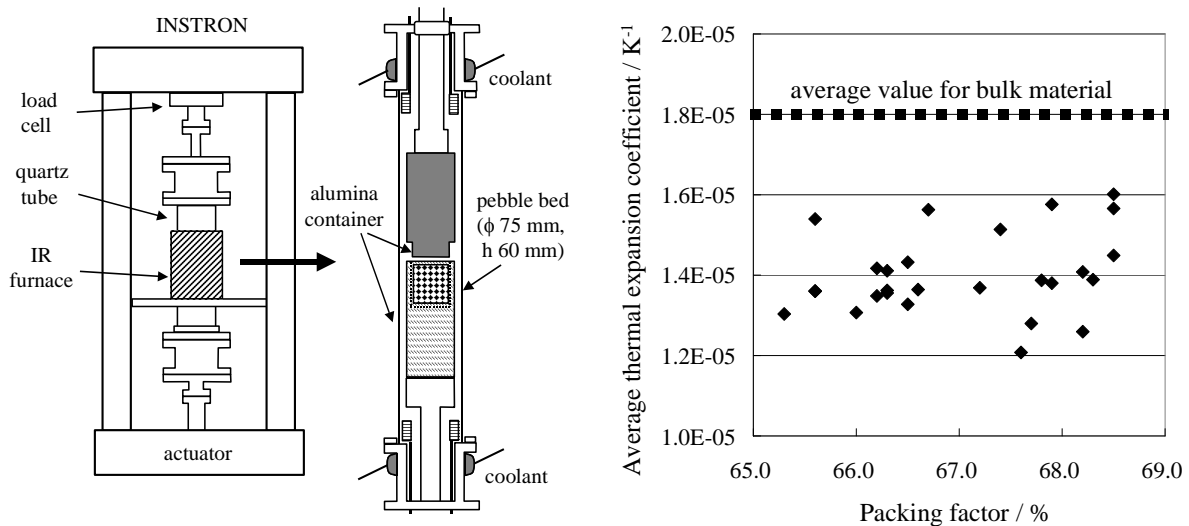 INSTRON
load
cell
quartz
tube
IR
furnace
actuator
coolant
alumina
container
pebble bed
(ϕ 75 mm,
h 60 mm)
coolant
Average thermal expansion coefficient / K⁻¹
2.0E-05
1.8E-05
1.6E-05
1.4E-05
1.2E-05
1.0E-05
average value for bulk material
65.0 66.0 67.0 68.0 69.0
Packing factor / %